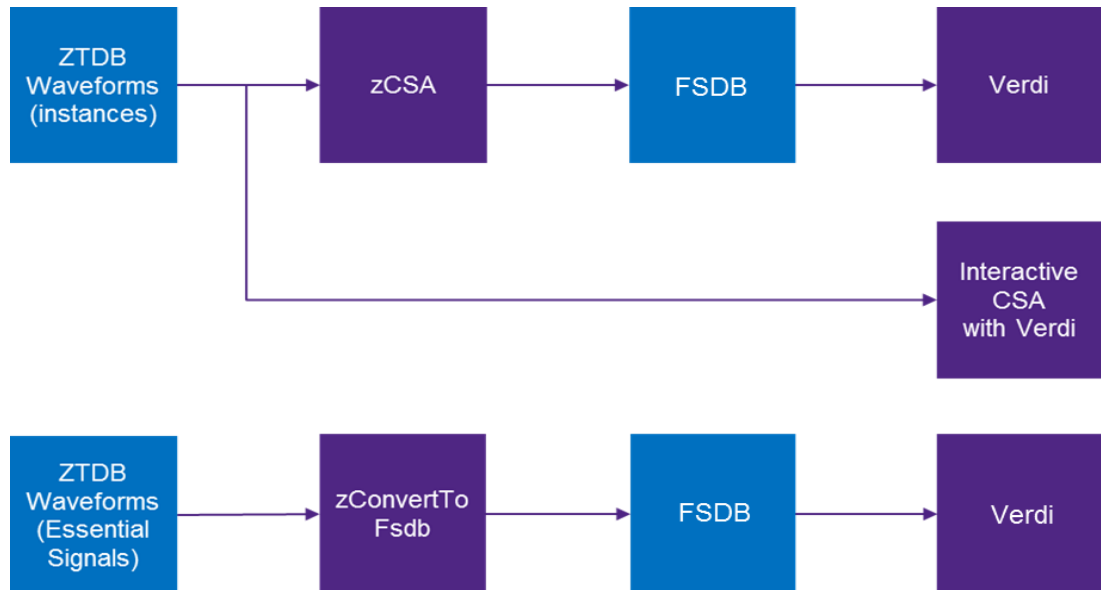 ZTDB
Waveforms
(instances)
zCSA
FSDB
Verdi
Interactive
CSA
with Verdi
ZTDB
Waveforms
(Essential
Signals)
zConvertTo
Fsdb
FSDB
Verdi